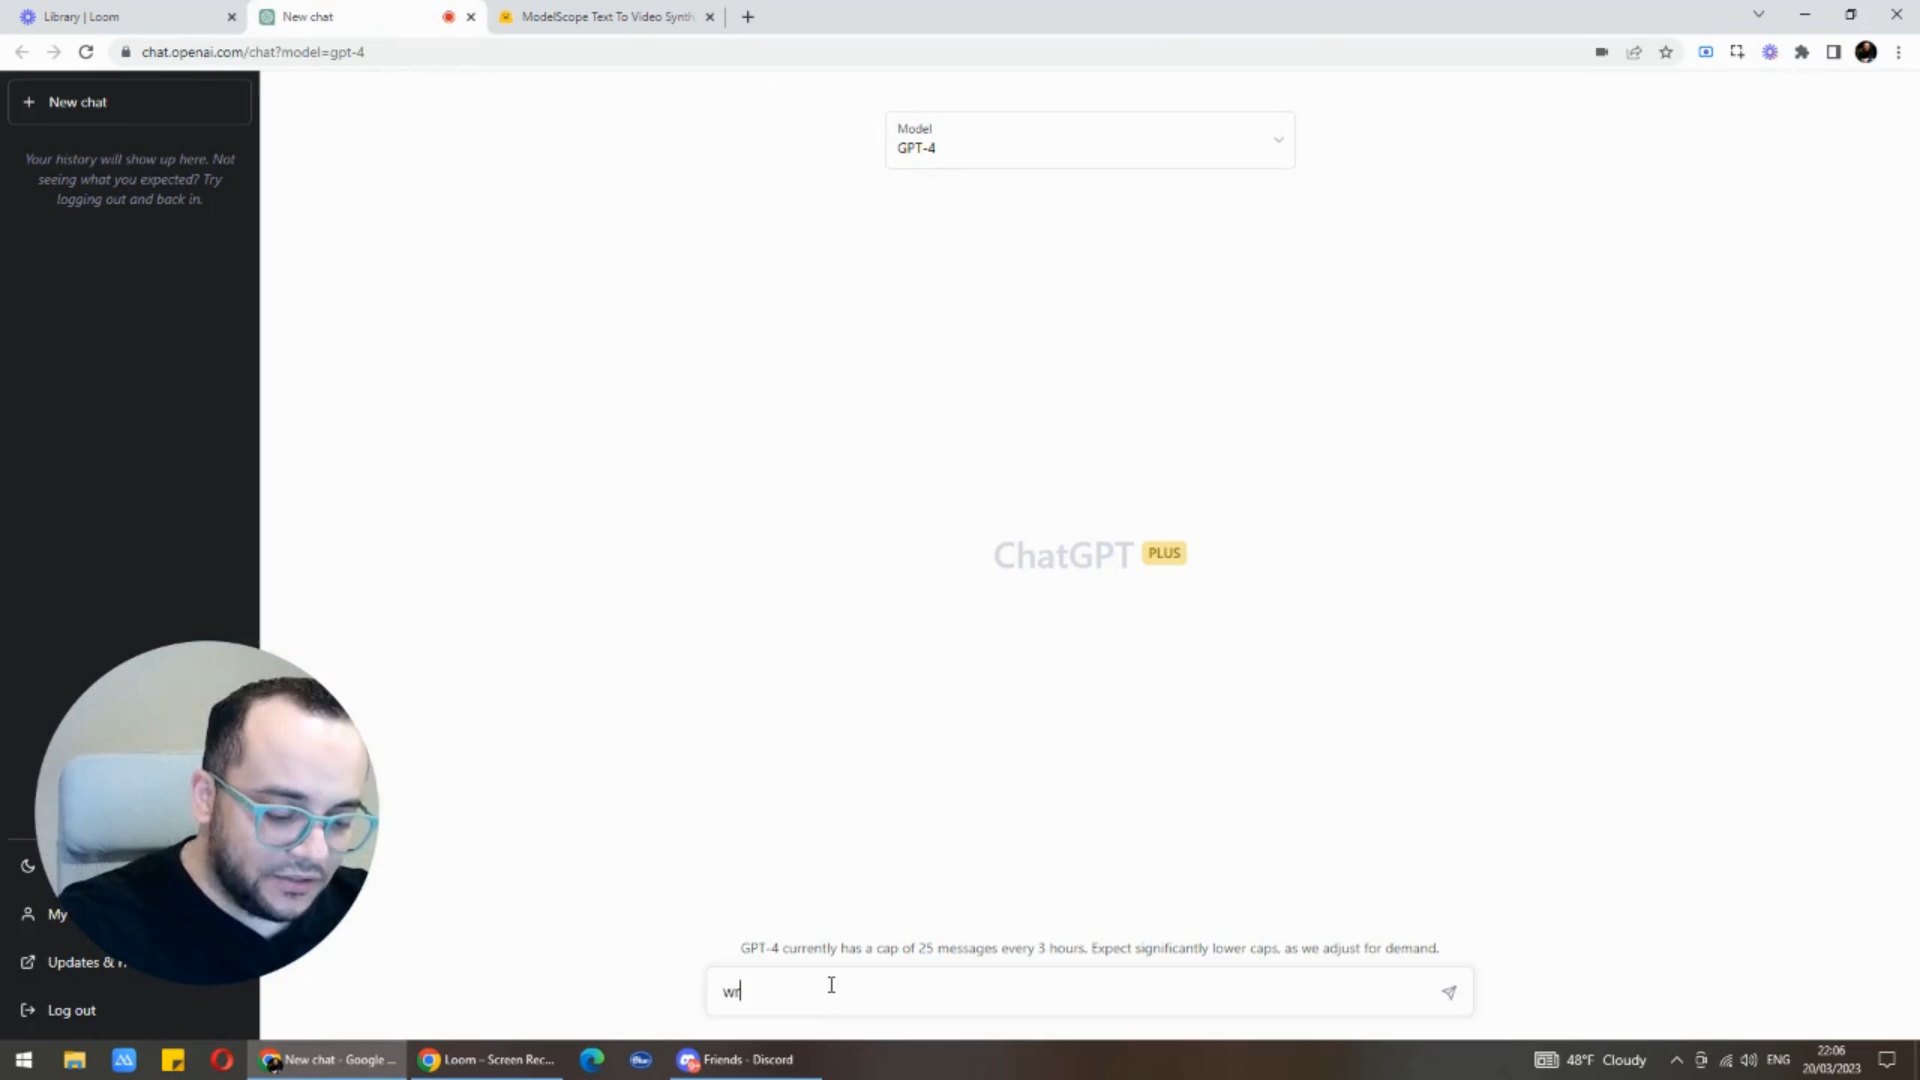 Library | Loom
New chat
ModelScope Text To Video Synth
chat.openai.com/chat?model=gpt-4
New chat
Your history will show up here. Not
seeing what you expected? Try
logging out and back in.
Model
GPT-4
ChatGPT PLUS
My
Updates &
Log out
GPT-4 currently has a cap of 25 messages every 3 hours. Expect significantly lower caps, as we adjust for demand.
wr
New chat - Google ...
Loom – Screen Rec...
Friends - Discord
48°F Cloudy
ENG
22:06
20/03/2023